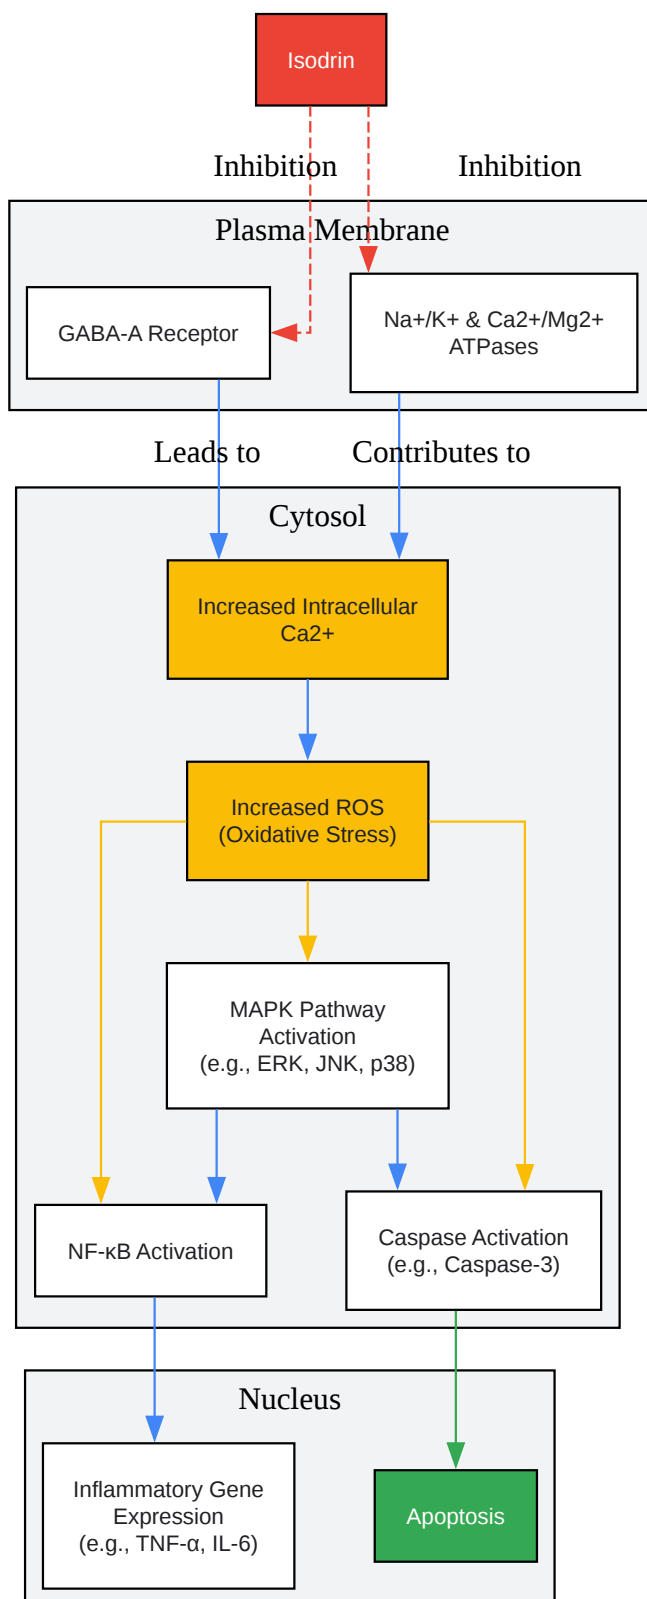 Isodrin
Inhibition
Inhibition
Plasma Membrane
GABA-A Receptor
Na+/K+ & Ca2+/Mg2+
ATPases
Leads to
Contributes to
Cytosol
Increased Intracellular
Ca2+
Increased ROS
(Oxidative Stress)
MAPK Pathway
Activation
(e.g., ERK, JNK, p38)
NF-κB Activation
Caspase Activation
(e.g., Caspase-3)
Nucleus
Inflammatory Gene
Expression
(e.g., TNF-α, IL-6)
Apoptosis